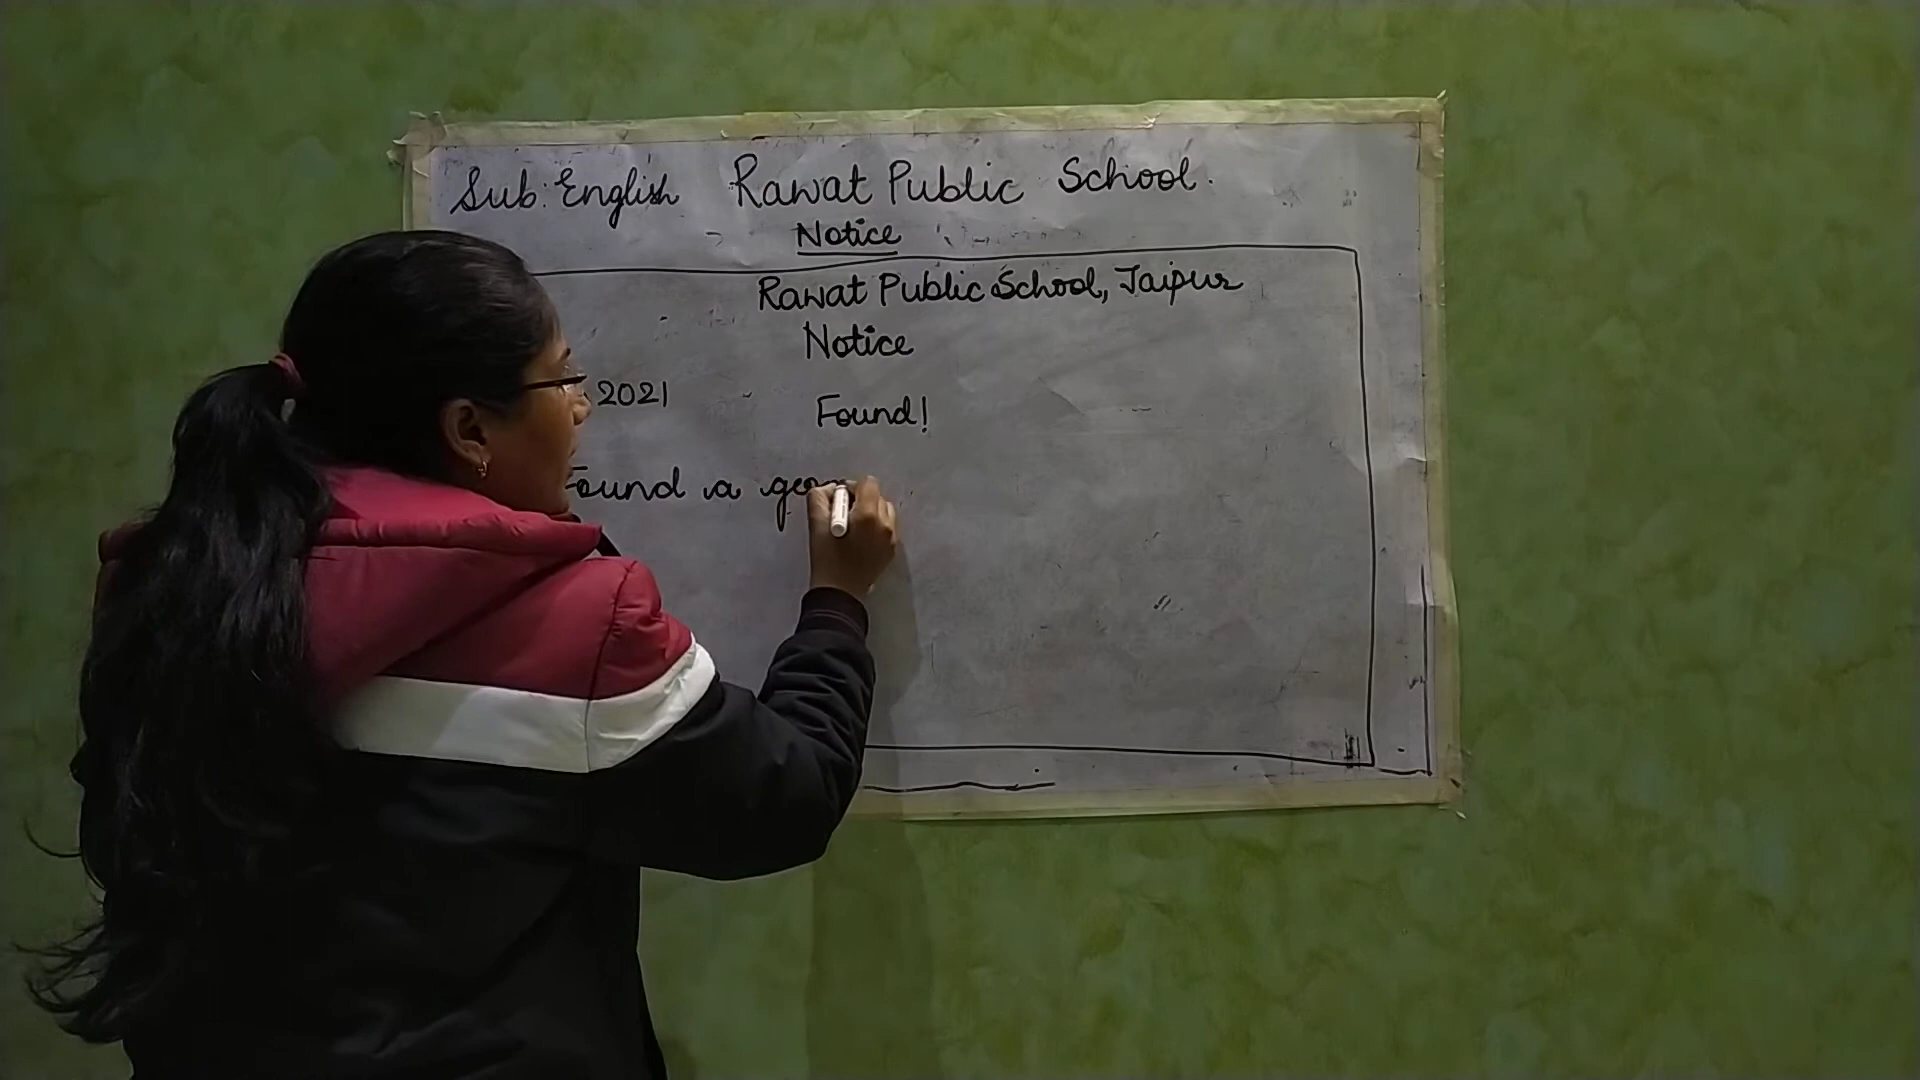 Sub: English Rawat Public School.
Notice
Rawat Public School, Jaipur
Notice
2021
Found!
Found a